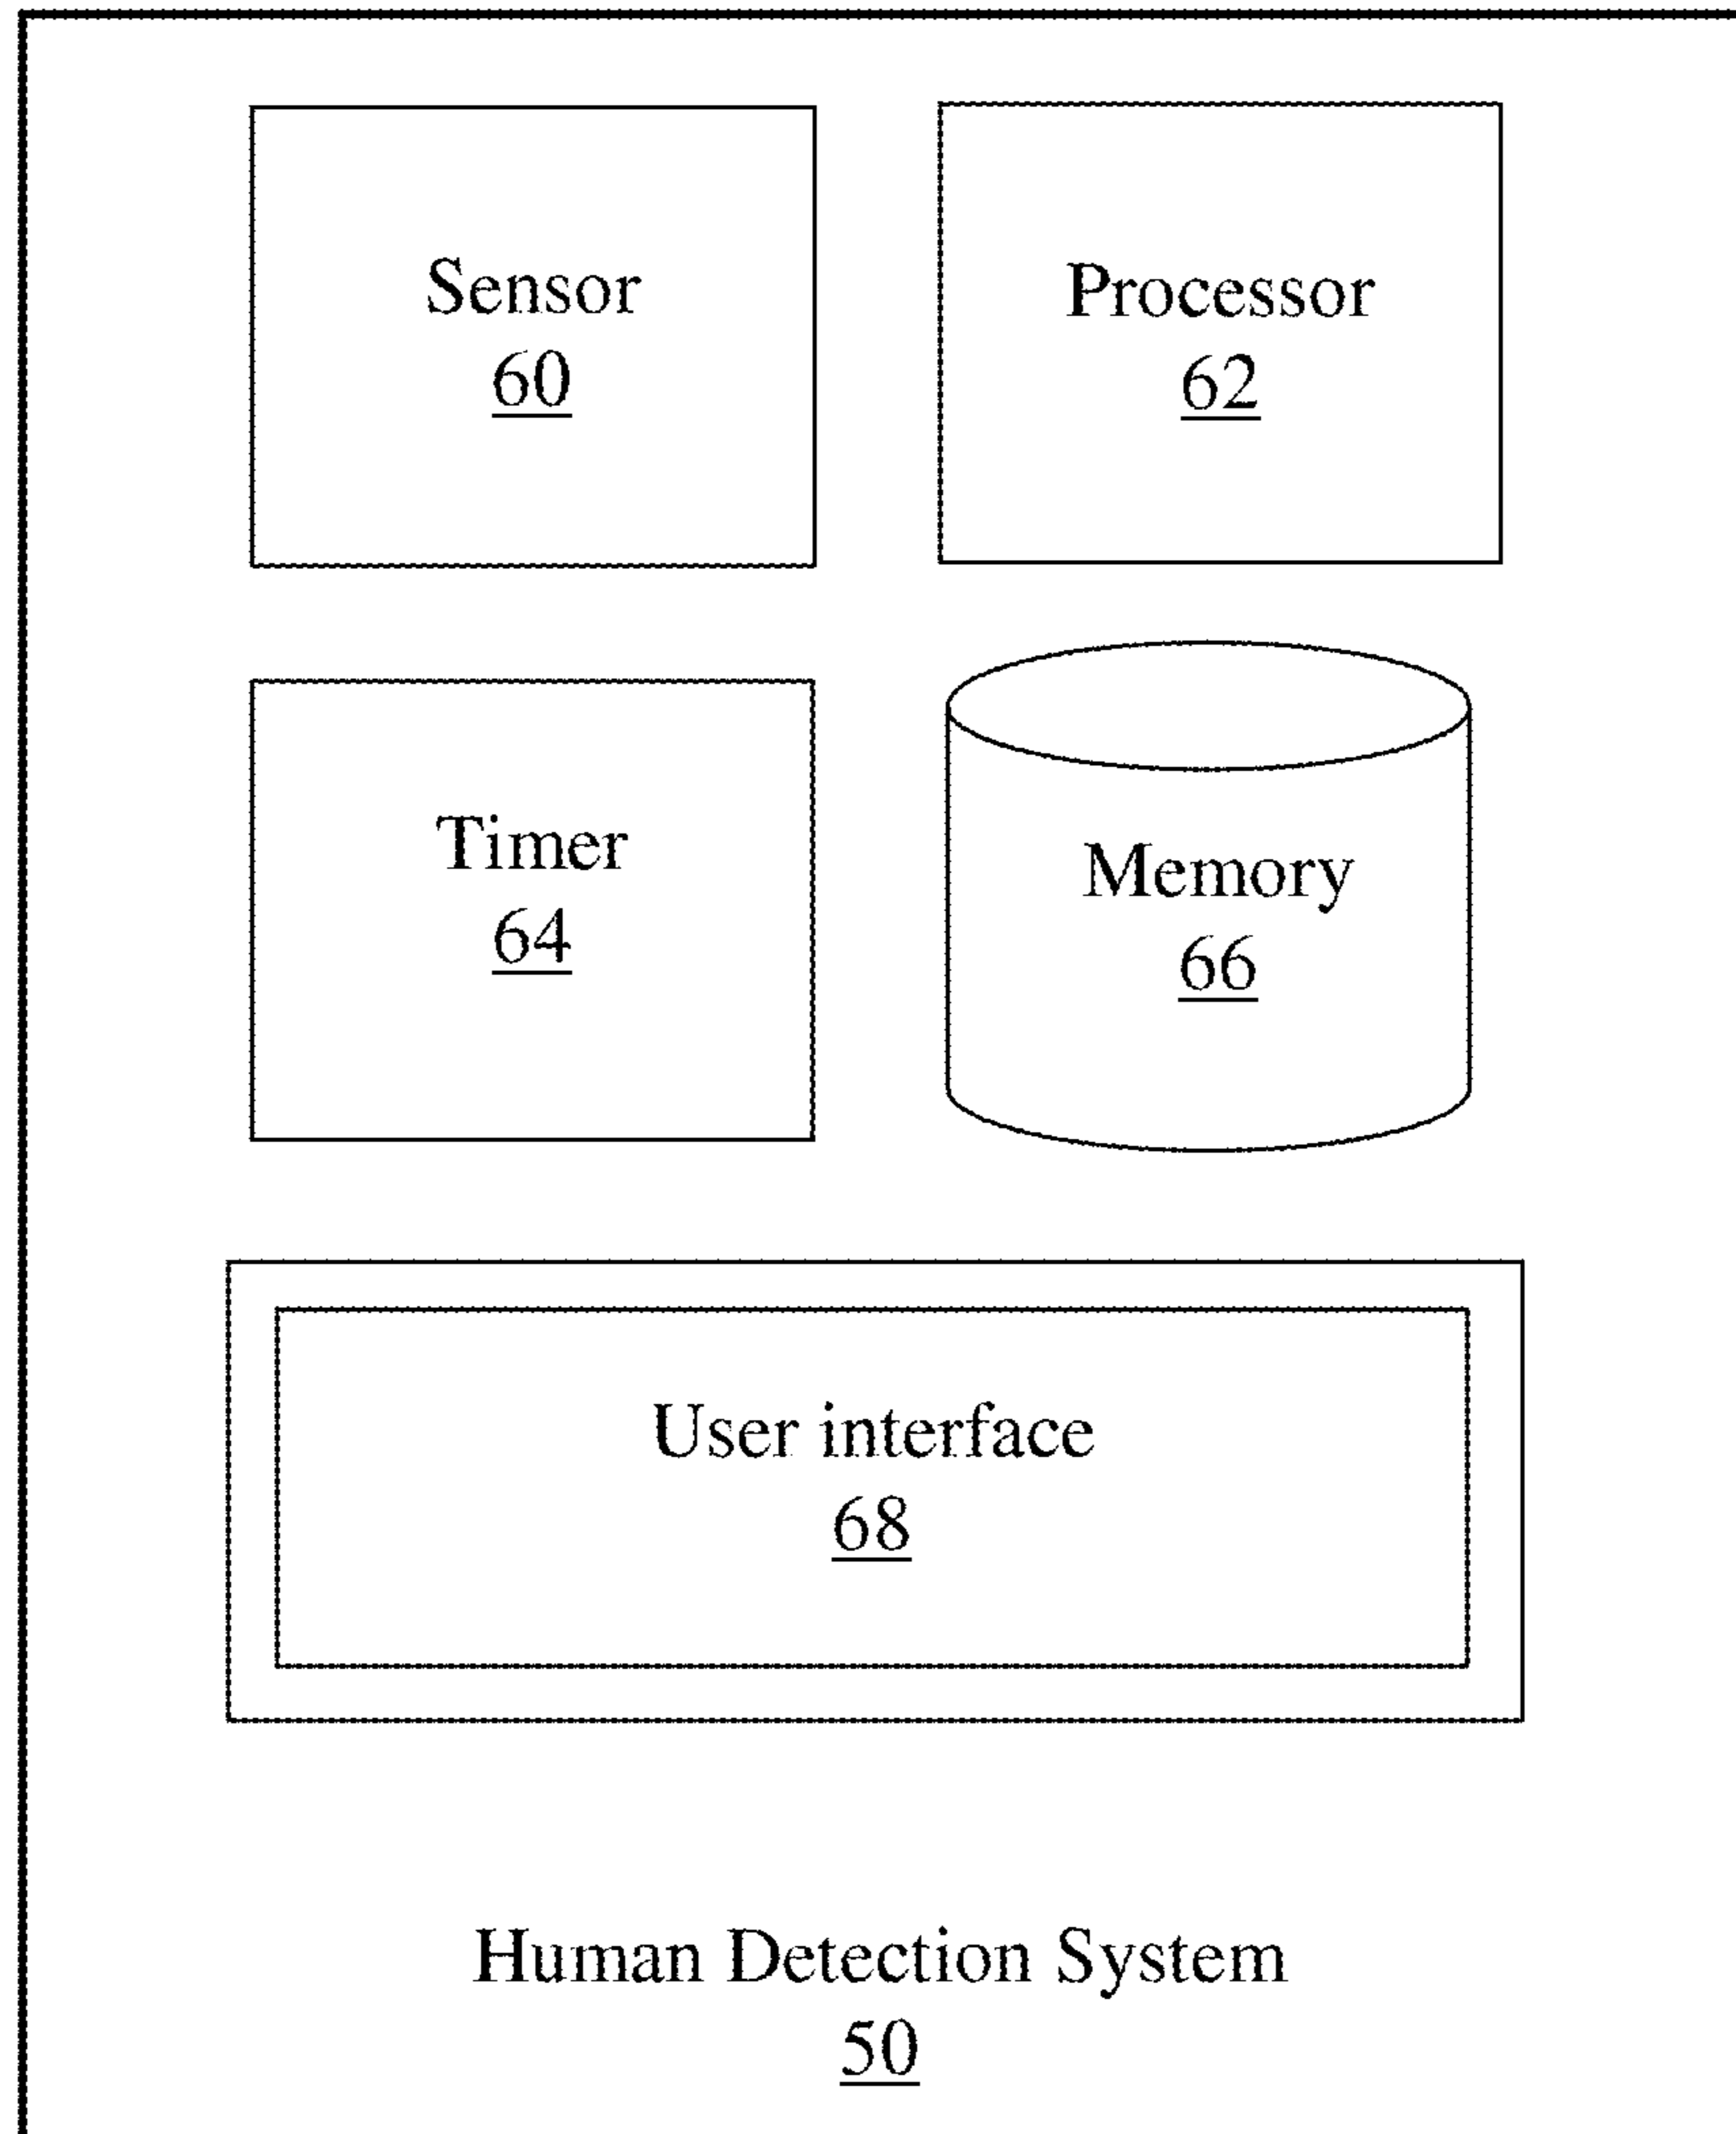 Sensor
60
Processor
62
Timer
64
Memory
66
User interface
68
Human Detection System
50